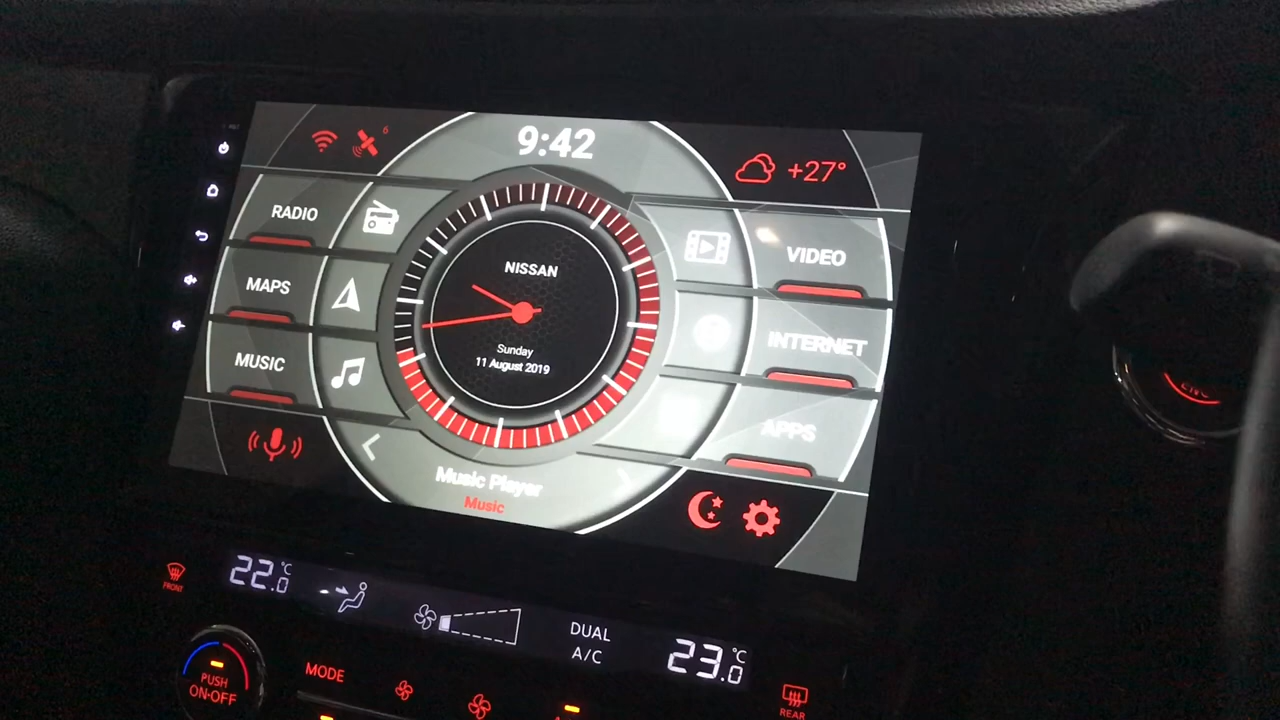 6
9:42
+27°
RADIO
VIDEO
MAPS
NISSAN
INTERNET
MUSIC
Sunday
11 August 2019
APPS
Music Player
Music
FRONT
22.0 °C
DUAL
A/C
23.0 °C
PUSH
ON·OFF
MODE
REAR